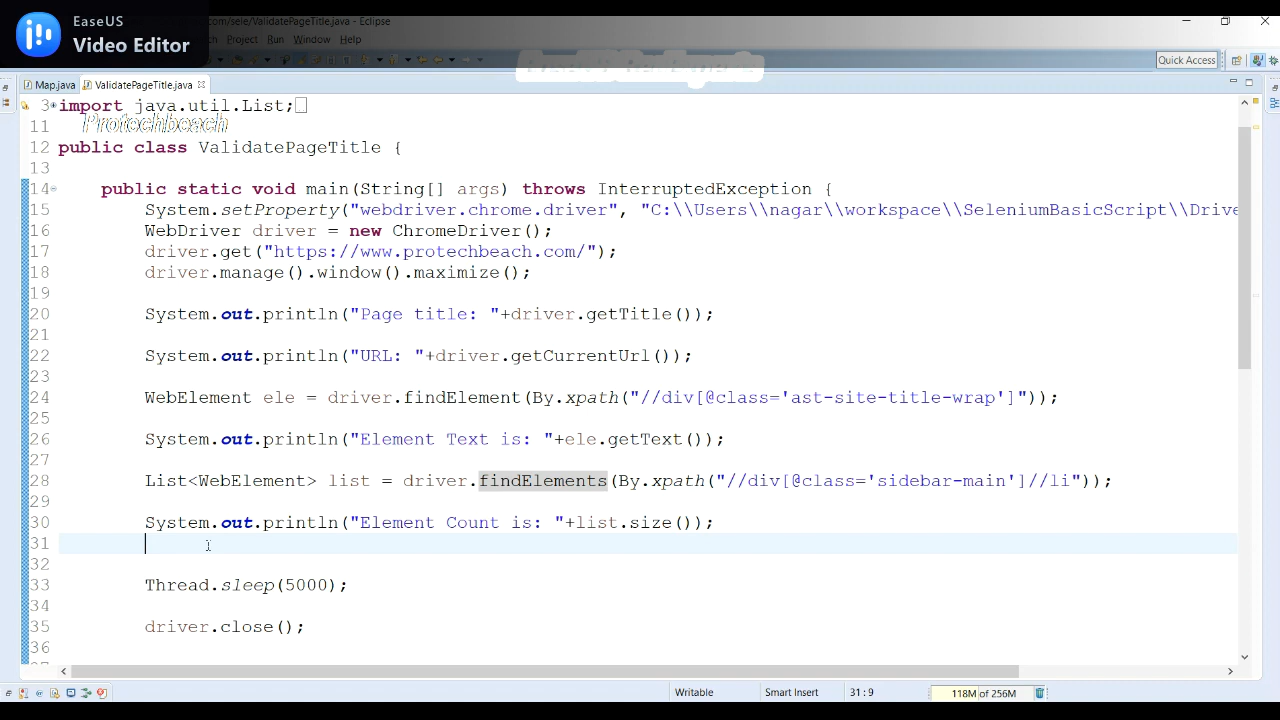 EaseUS
Video Editor
com/sele/ValidatePageTitle.java - Eclipse
Project Run Window Help
Quick Access
Map.java ValidatePageTitle.java
3 import java.util.List;
11
Protechbeach
12 public class ValidatePageTitle {
13
14 public static void main(String[] args) throws InterruptedException {
15 System.setProperty("webdriver.chrome.driver", "C:\\Users\\nagar\\workspace\\SeleniumBasicScript\\Drive
16 WebDriver driver = new ChromeDriver();
17 driver.get("https://www.protechbeach.com/");
18 driver.manage().window().maximize();
19
20 System.out.println("Page title: "+driver.getTitle());
21
22 System.out.println("URL: "+driver.getCurrentUrl());
23
24 WebElement ele = driver.findElement(By.xpath("//div[@class='ast-site-title-wrap']"));
25
26 System.out.println("Element Text is: "+ele.getText());
27
28 List<WebElement> list = driver.findElements(By.xpath("//div[@class='sidebar-main']//li"));
29
30 System.out.println("Element Count is: "+list.size());
31
32
33 Thread.sleep(5000);
34
35 driver.close();
36
Writable Smart Insert 31 : 9 118M of 256M